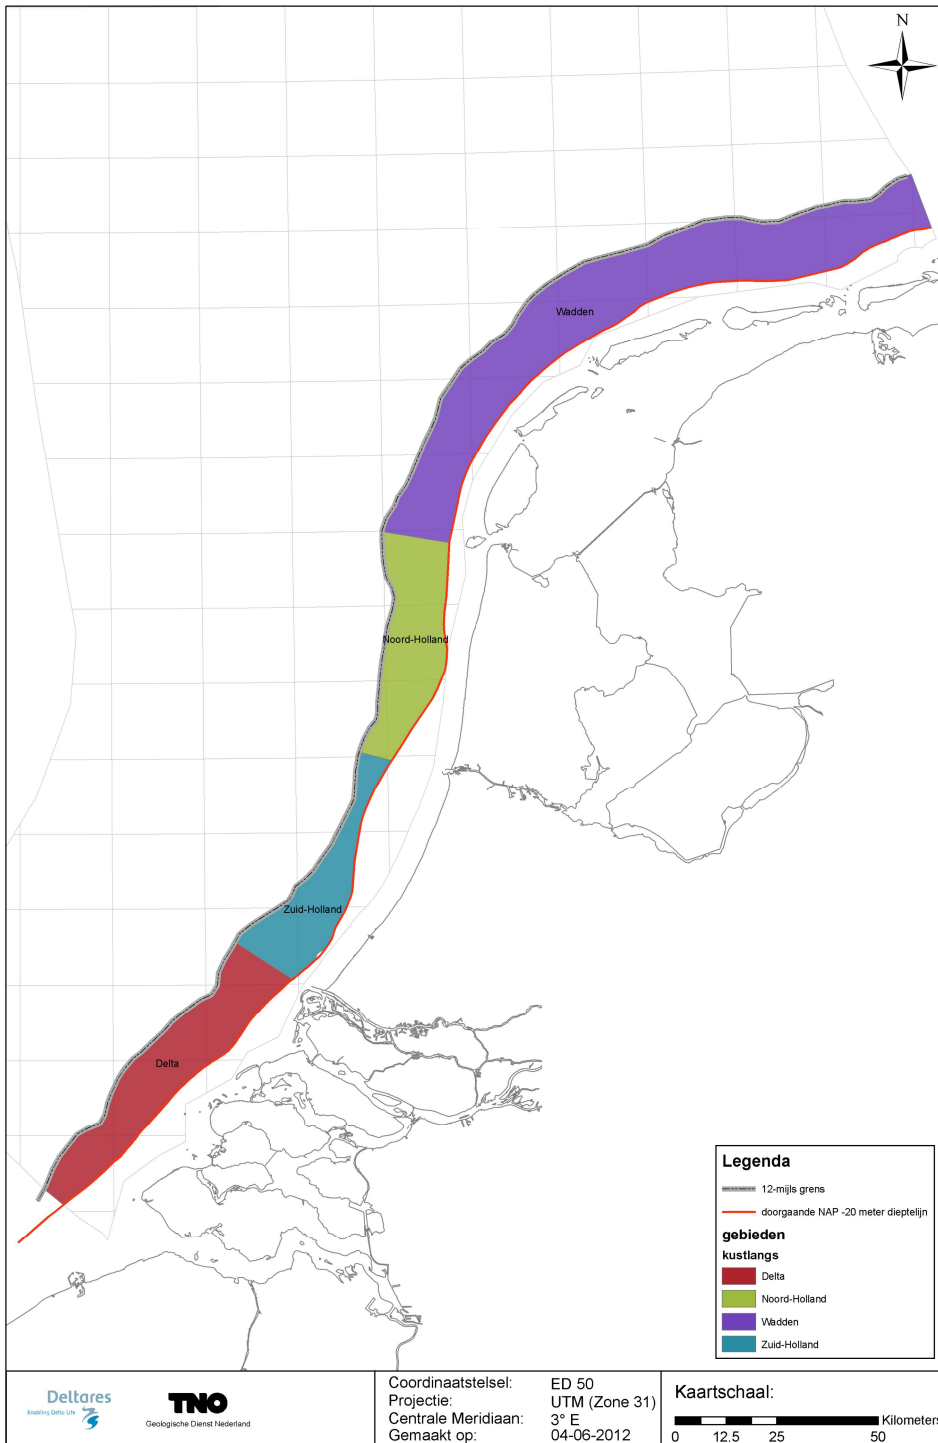 N
Wadden
Noord-Holland
Zuid-Holland
Delta
Legenda
12-mijls grens
doorgaande NAP -20 meter dieptelijn
gebieden
kustlangs
Delta
Noord-Holland
Wadden
Zuid-Holland
Deltares
Enabling Delta Life
TNO
Geologische Dienst Nederland
Coordinaatstelsel: ED 50
Projectie: UTM (Zone 31)
Centrale Meridiaan: 3° E
Gemaakt op: 04-06-2012
Kaartschaal:
Kilometers
0 12.5 25 50